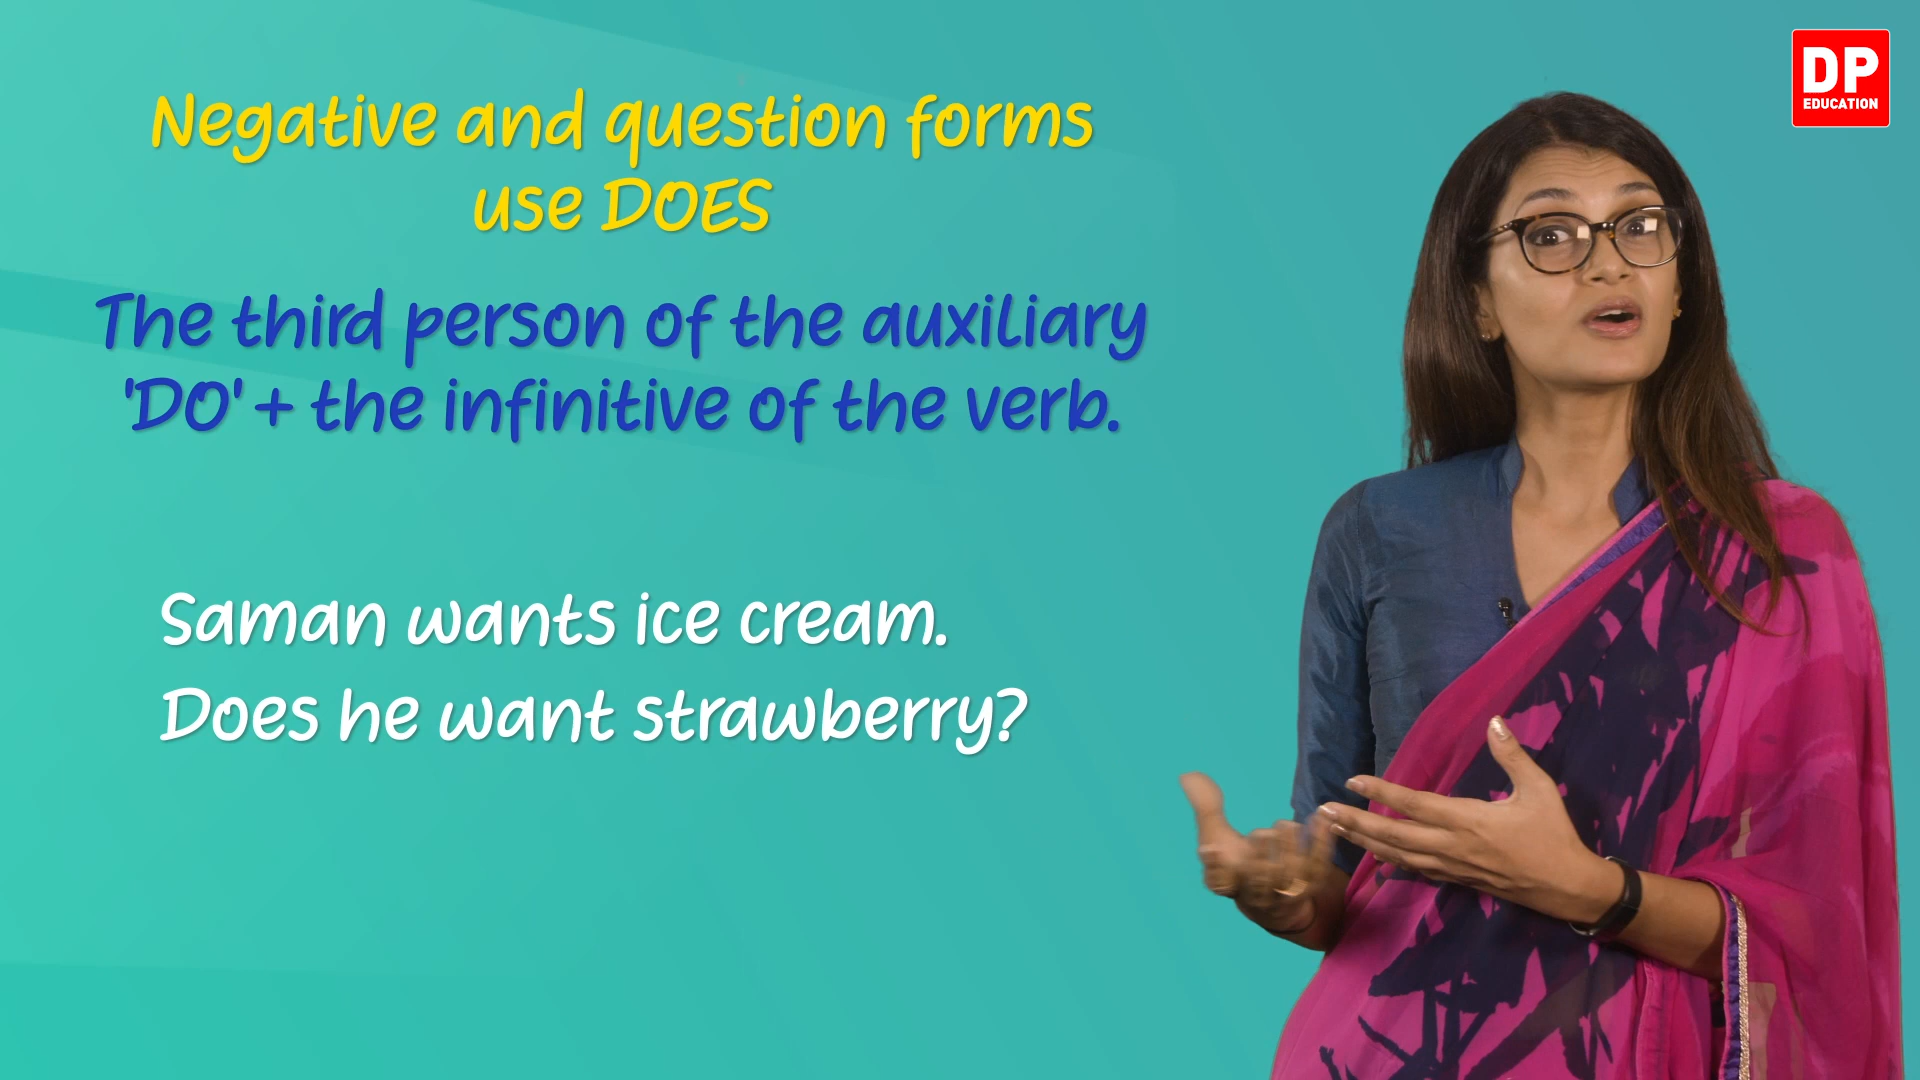 Negative and question forms
use DOES
The third person of the auxiliary
'DO' + the infinitive of the verb.
Saman wants ice cream.
Does he want strawberry?
DP
EDUCATION